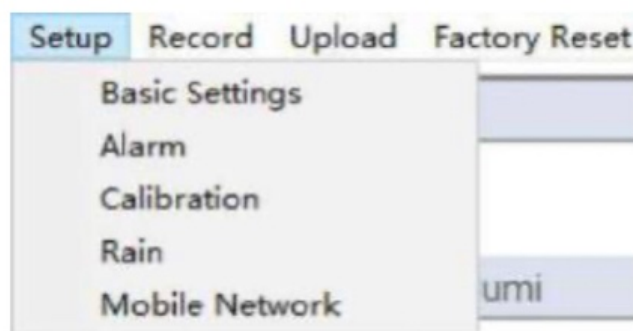 Setup Record Upload Factory Reset
Basic Settings
Alarm
Calibration
Rain
Mobile Network
umi